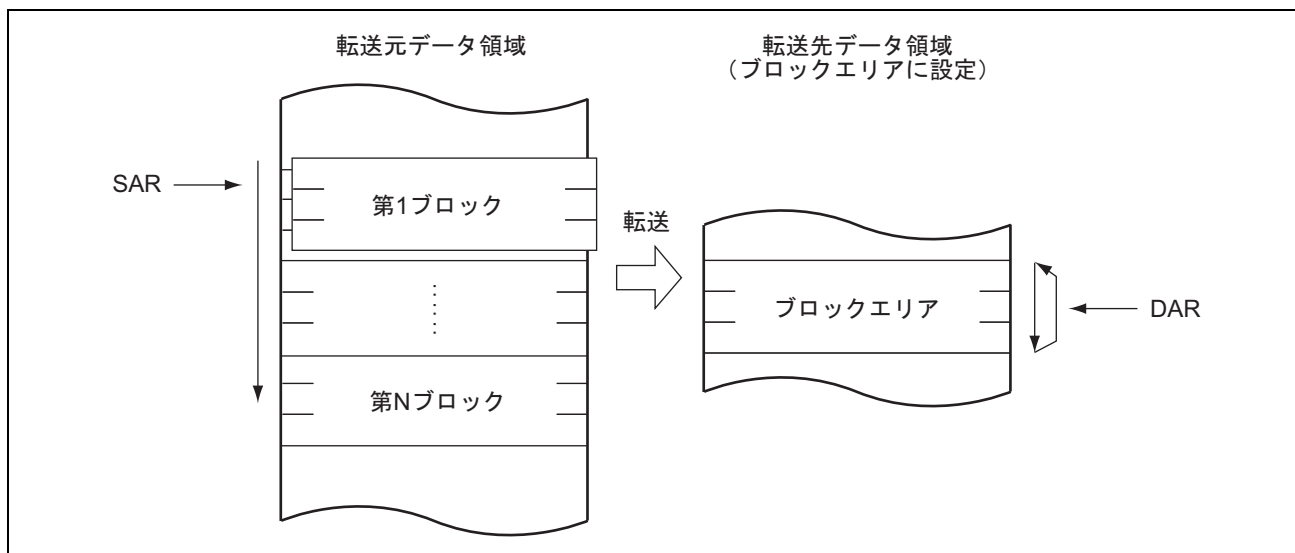 転送元データ領域
転送先データ領域
（ブロックエリアに設定）
SAR
第1ブロック
転送
ブロックエリア
DAR
第Nブロック